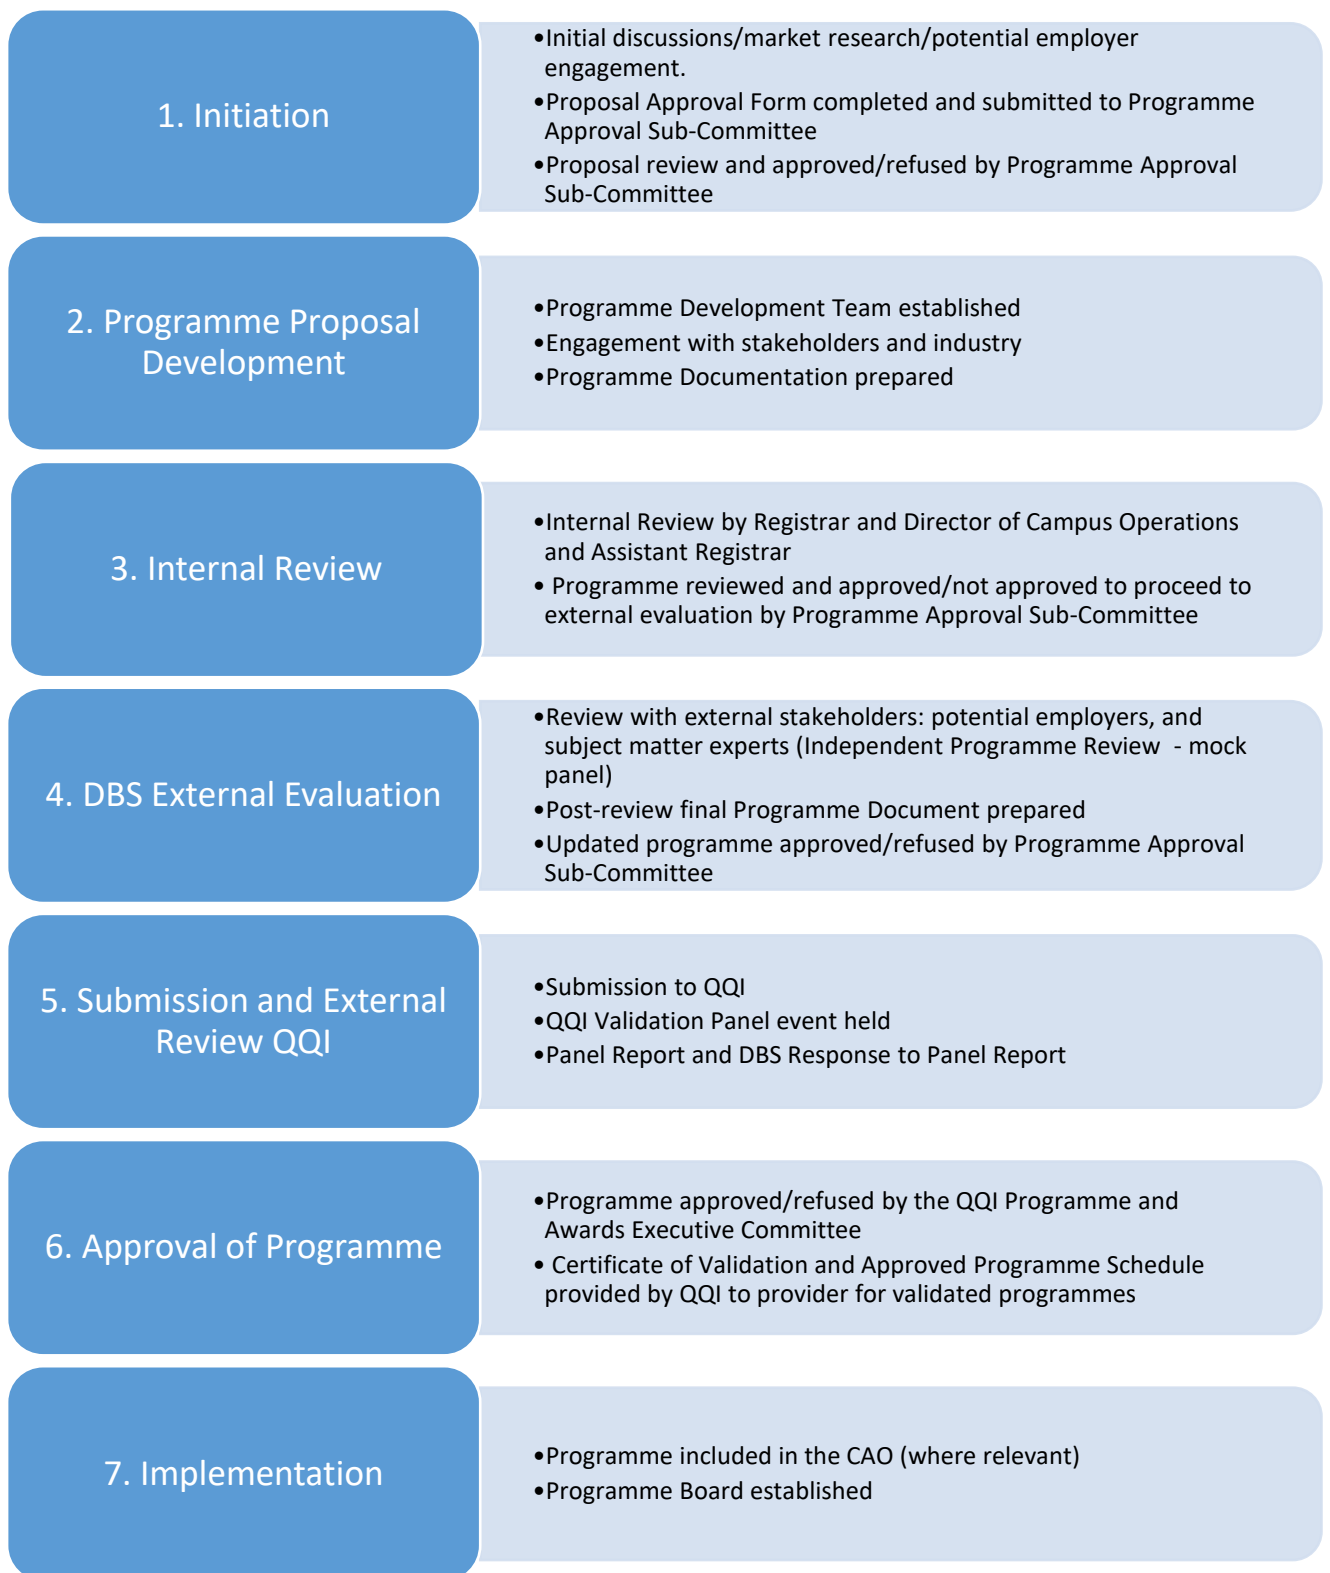 1. Initiation
•Initial discussions/market research/potential employer
engagement.
•Proposal Approval Form completed and submitted to Programme
Approval Sub-Committee
•Proposal review and approved/refused by Programme Approval
Sub-Committee
2. Programme Proposal
Development
•Programme Development Team established
•Engagement with stakeholders and industry
•Programme Documentation prepared
3. Internal Review
•Internal Review by Registrar and Director of Campus Operations
and Assistant Registrar
• Programme reviewed and approved/not approved to proceed to
external evaluation by Programme Approval Sub-Committee
4. DBS External Evaluation
•Review with external stakeholders: potential employers, and
subject matter experts (Independent Programme Review - mock
panel)
•Post-review final Programme Document prepared
•Updated programme approved/refused by Programme Approval
Sub-Committee
5. Submission and External
Review QQI
•Submission to QQI
•QQI Validation Panel event held
•Panel Report and DBS Response to Panel Report
6. Approval of Programme
•Programme approved/refused by the QQI Programme and
Awards Executive Committee
• Certificate of Validation and Approved Programme Schedule
provided by QQI to provider for validated programmes
7. Implementation
•Programme included in the CAO (where relevant)
•Programme Board established